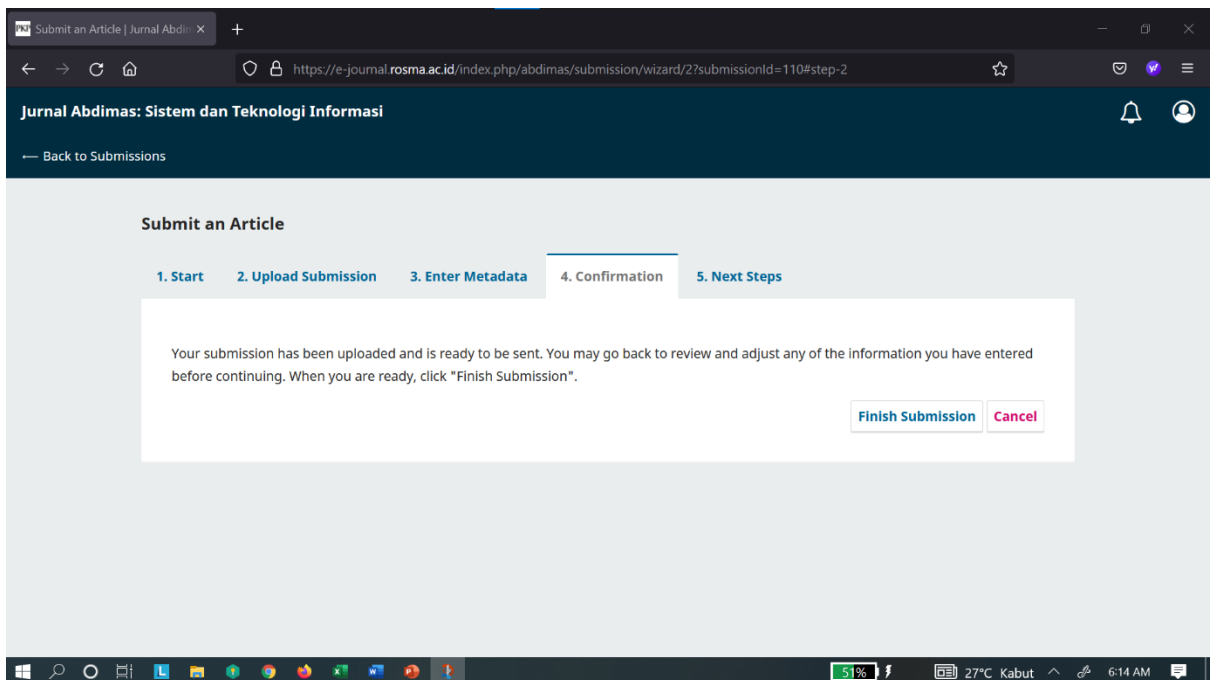 PKP Submit an Article | Jurnal Abdim
https://e-journal.rosma.ac.id/index.php/abdimas/submission/wizard/2?submissionId=110#step-2
Jurnal Abdimas: Sistem dan Teknologi Informasi
← Back to Submissions
Submit an Article
1. Start 2. Upload Submission 3. Enter Metadata 4. Confirmation 5. Next Steps
Your submission has been uploaded and is ready to be sent. You may go back to review and adjust any of the information you have entered
before continuing. When you are ready, click "Finish Submission".
Finish Submission Cancel
51% 27°C Kabut 6:14 AM